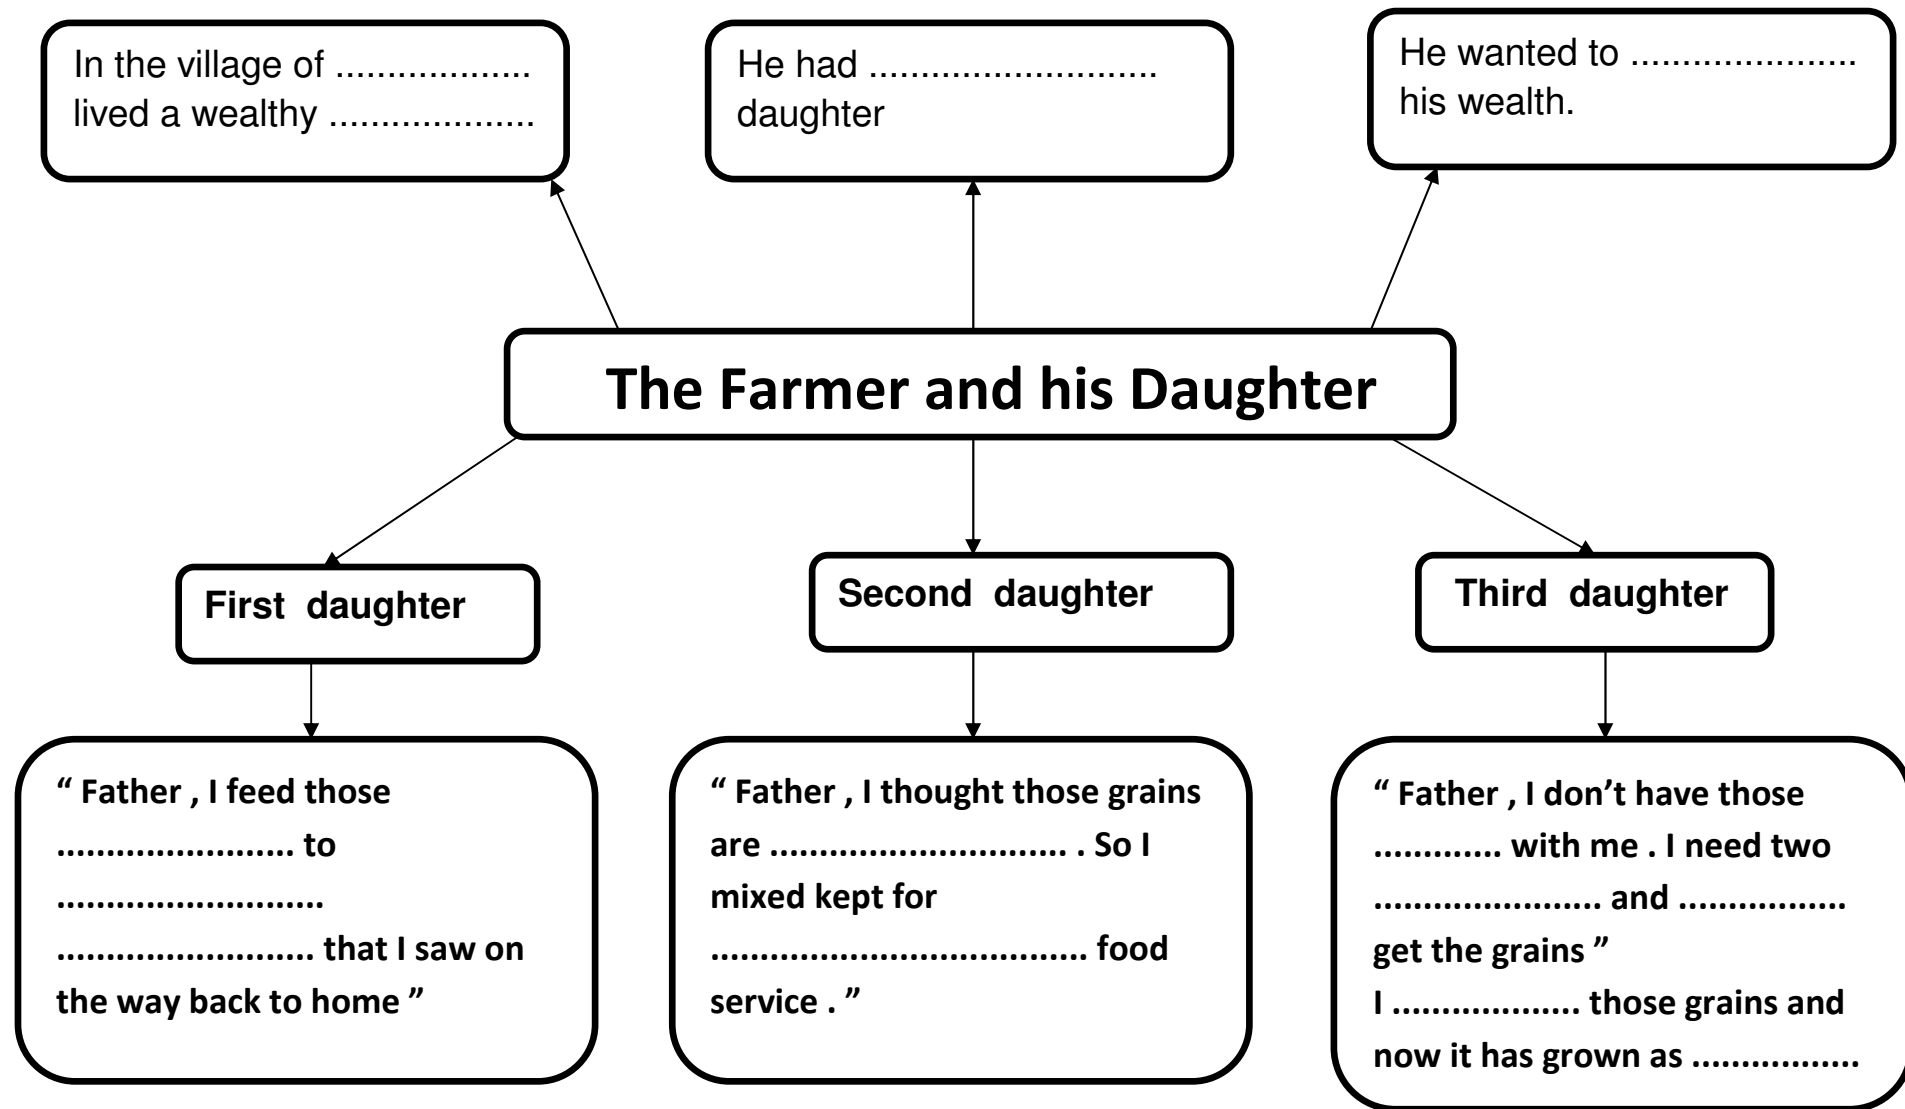 In the village of ...................
lived a wealthy ....................
He had ............................
daughter
He wanted to ......................
his wealth.
The Farmer and his Daughter
First daughter
Second daughter
Third daughter
“ Father , I feed those
........................ to
...........................
.......................... that I saw on
the way back to home ”
“ Father , I thought those grains
are .............................. . So I
mixed kept for
...................................... food
service . ”
“ Father , I don’t have those
............. with me . I need two
....................... and .................
get the grains ”
I ................... those grains and
now it has grown as .................